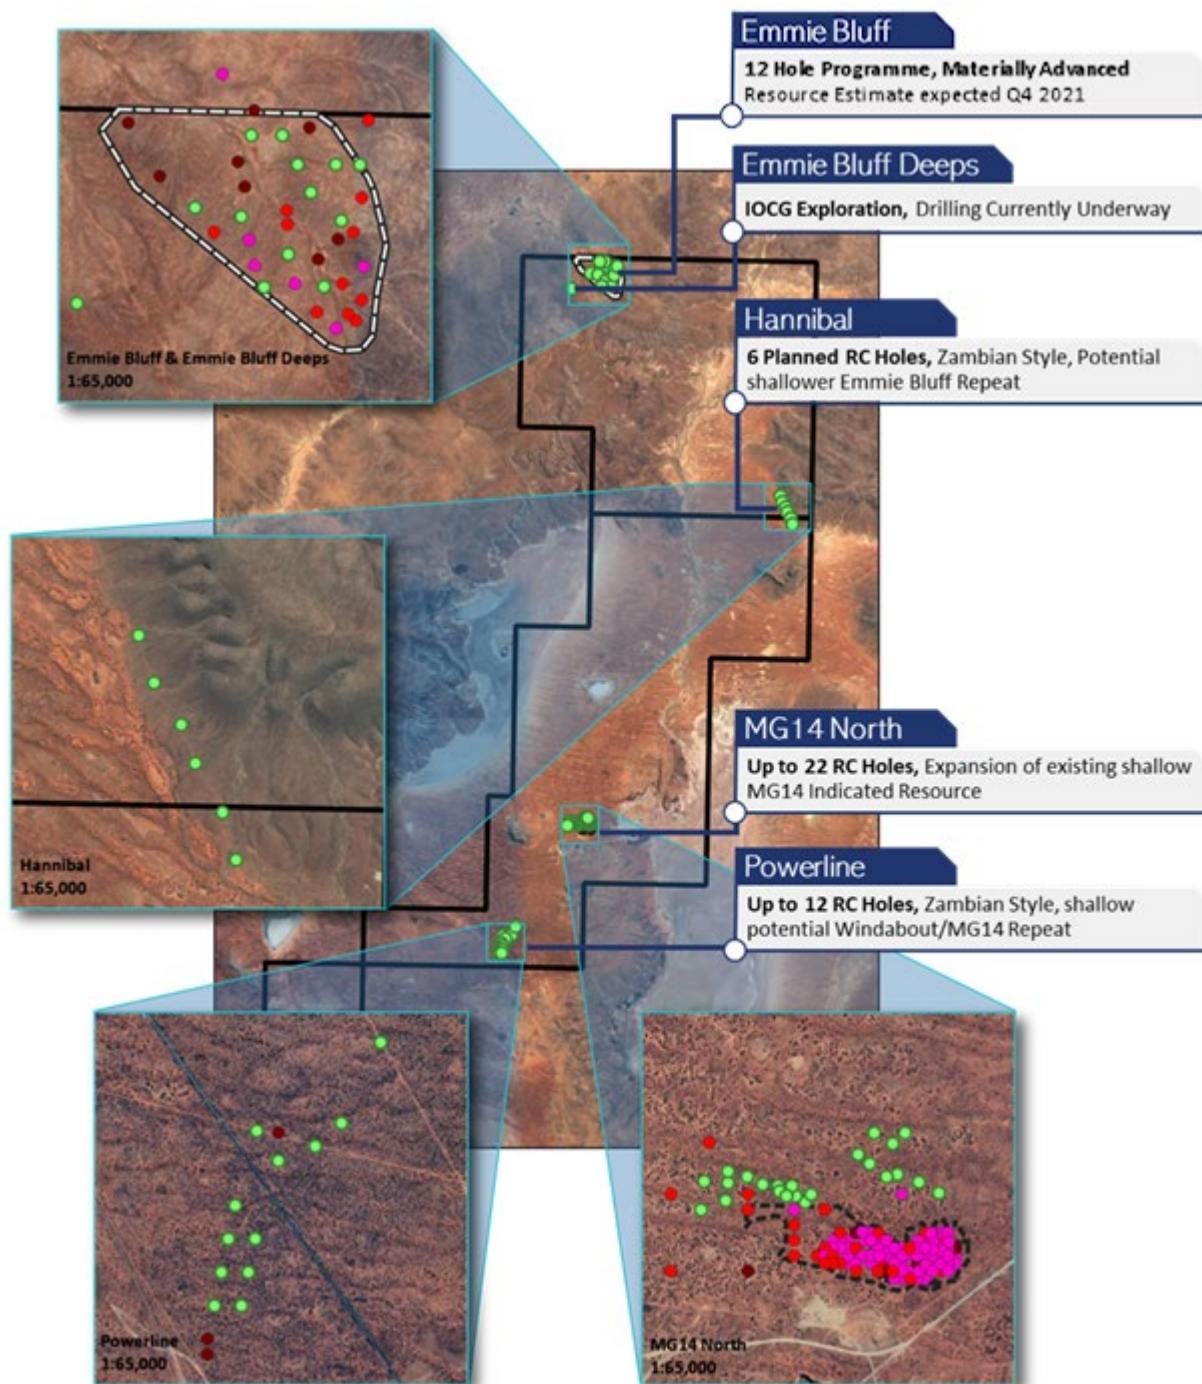 Emmie Bluff
12 Hole Programme, Materially Advanced
Resource Estimate expected Q4 2021
Emmie Bluff Deeps
IOCG Exploration, Drilling Currently Underway
Hannibal
6 Planned RC Holes, Zambian Style, Potential
shallower Emmie Bluff Repeat
Emmie Bluff & Emmie Bluff Deeps
1:65,000
Hannibal
1:65,000
MG14 North
Up to 22 RC Holes, Expansion of existing shallow
MG14 Indicated Resource
Powerline
Up to 12 RC Holes, Zambian Style, shallow
potential Windabout/MG14 Repeat
Powerline
1:65,000
MG14 North
1:65,000